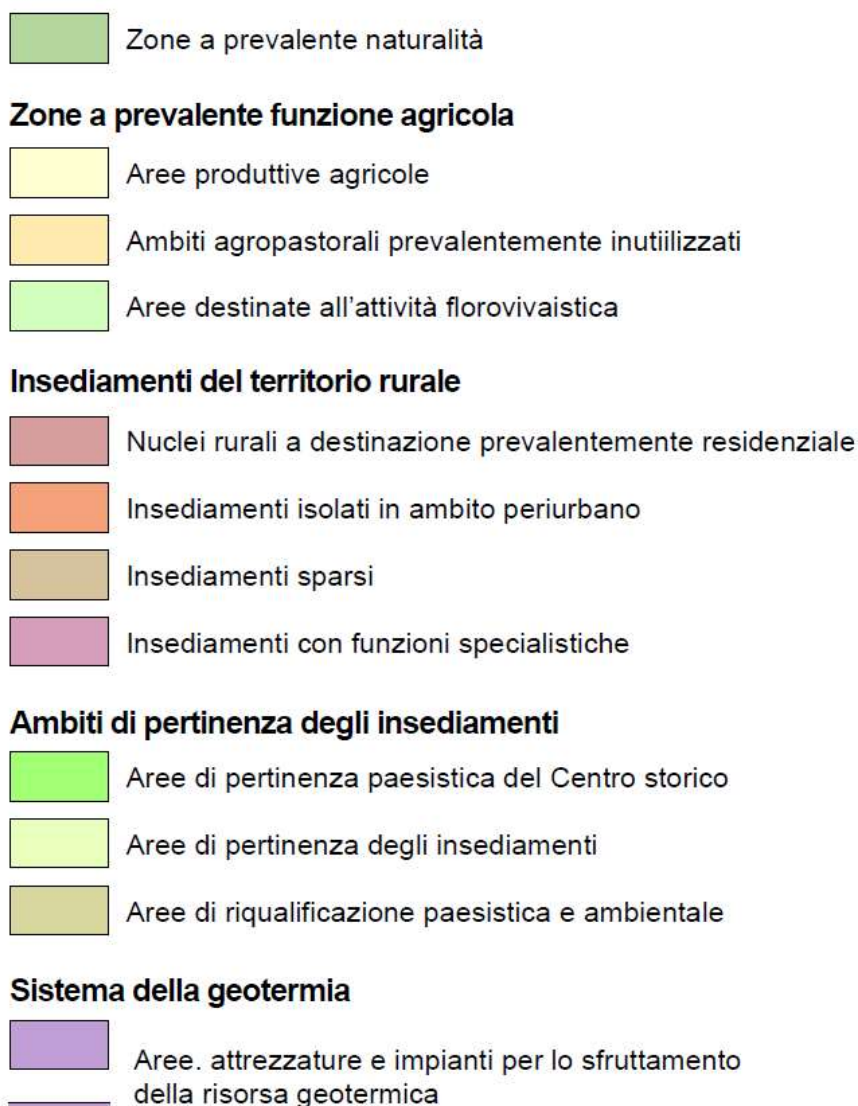 Zone a prevalente naturalità
Zone a prevalente funzione agricola
Aree produttive agricole
Ambiti agropastorali prevalentemente inutiilizzati
Aree destinate all'attività florovivaistica
Insediamenti del territorio rurale
Nuclei rurali a destinazione prevalentemente residenziale
Insediamenti isolati in ambito periurbano
Insediamenti sparsi
Insediamenti con funzioni specialistiche
Ambiti di pertinenza degli insediamenti
Aree di pertinenza paesistica del Centro storico
Aree di pertinenza degli insediamenti
Aree di riqualificazione paesistica e ambientale
Sistema della geotermia
Aree. attrezzature e impianti per lo sfruttamento
della risorsa geotermica